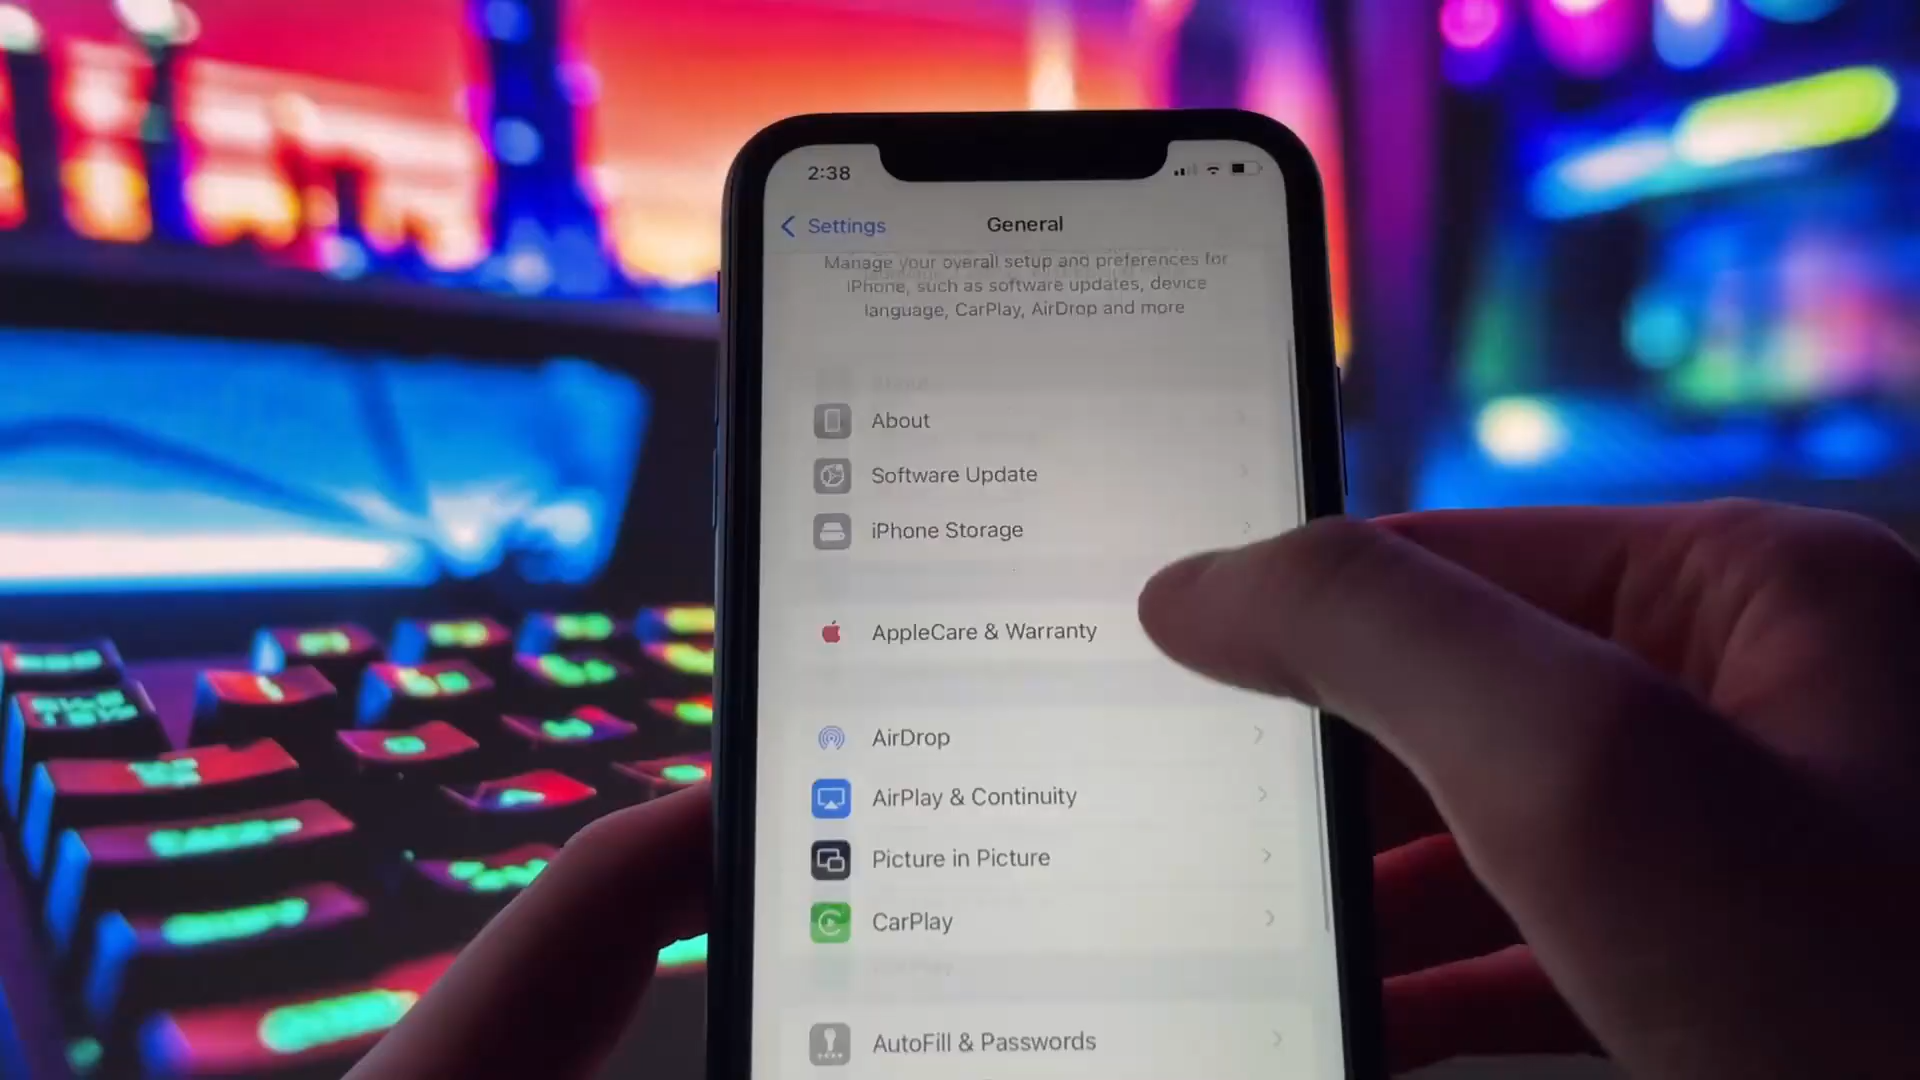 2:38
Settings
General
Manage your overall setup and preferences for
iPhone, such as software updates, device
language, CarPlay, AirDrop and more
About
Software Update
iPhone Storage
AppleCare & Warranty
AirDrop
AirPlay & Continuity
Picture in Picture
CarPlay
AutoFill & Passwords